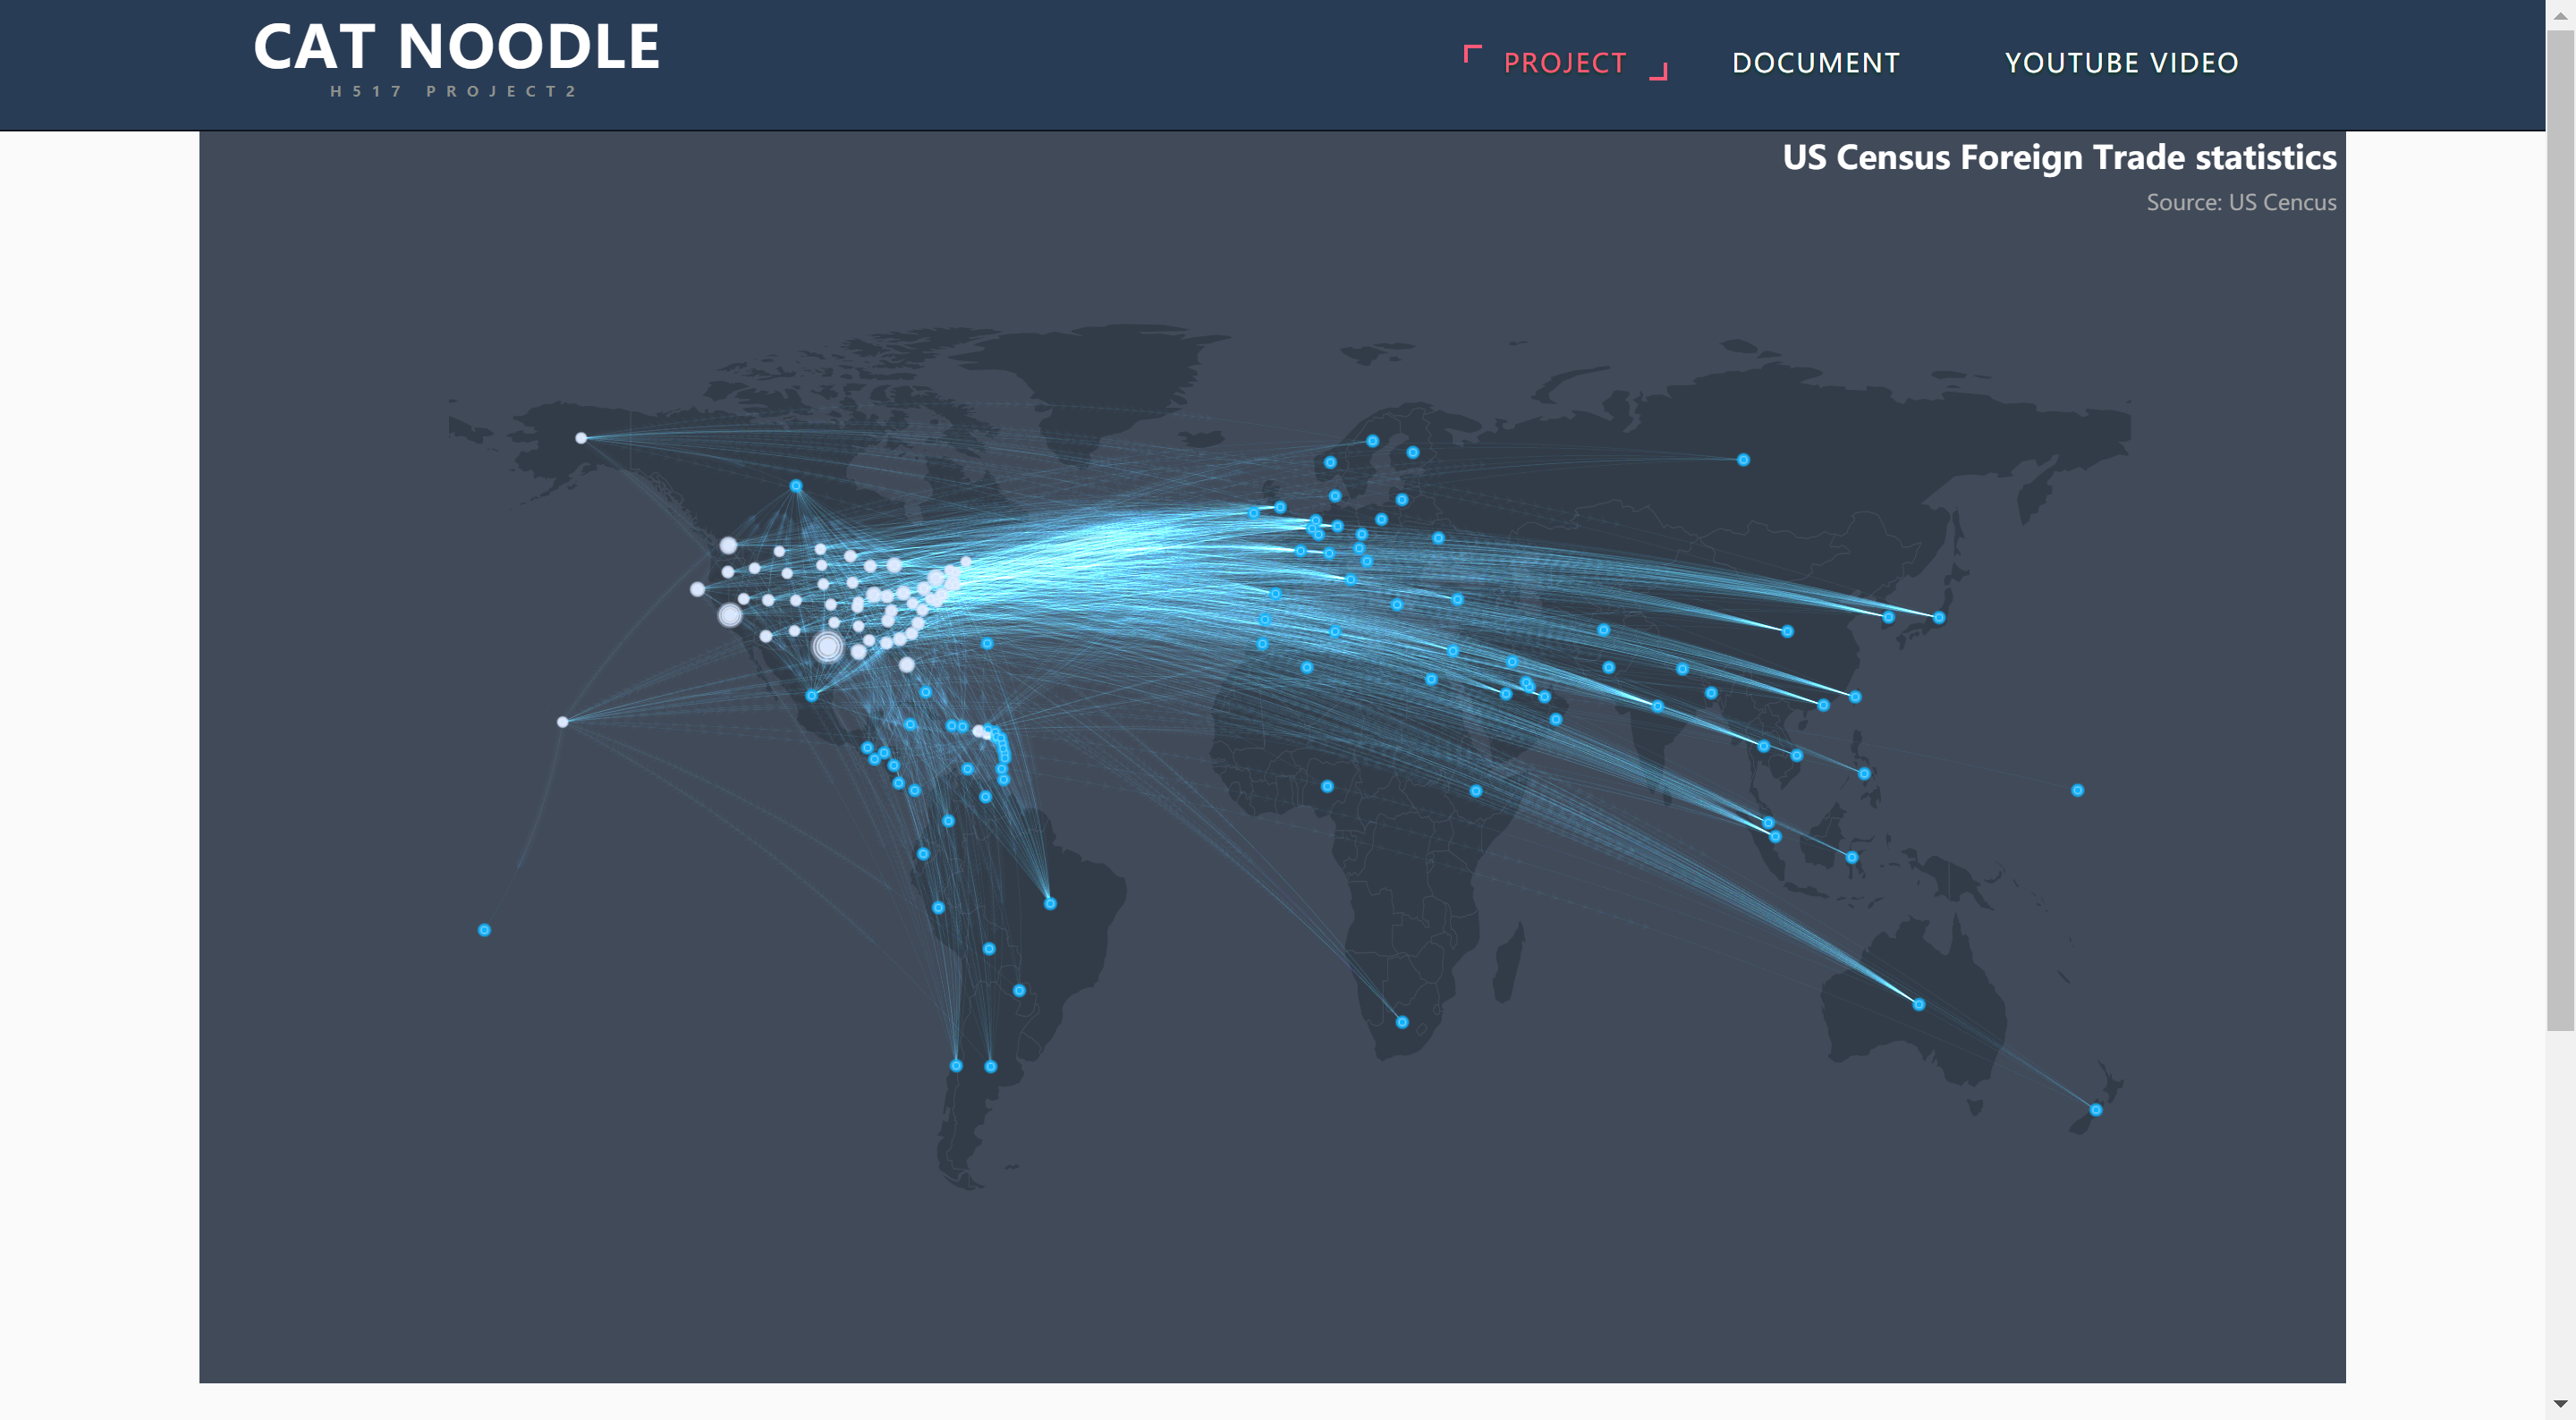 CAT NOODLE
H517 PROJECT2
PROJECT
DOCUMENT
YOUTUBE VIDEO
US Census Foreign Trade statistics
Source: US Cencus